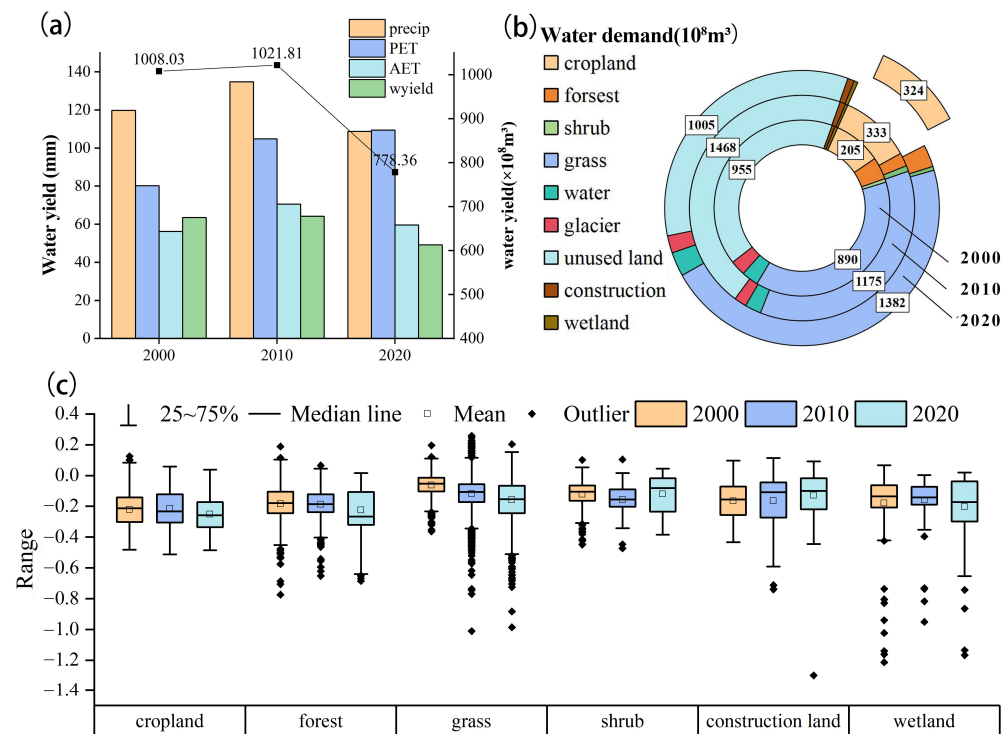 (a)
precip
PET
AET
wyield
1008.03
1021.81
778.36
Water yield (mm)
140
120
100
80
60
40
20
0
2000
2010
2020
1000
900
800
700
600
500
400
water yield(×10⁸m³)
(b)
Water demand(10⁸m³)
cropland
forsest
shrub
grass
water
glacier
unused land
construction
wetland
324
333
205
1005
1468
955
890
1175
1382
2000
2010
2020
(c)
25~75%
Median line
Mean
Outlier
2000
2010
2020
Range
0.4
0.2
0.0
−0.2
−0.4
−0.6
−0.8
−1.0
−1.2
−1.4
cropland
forest
grass
shrub
construction land
wetland